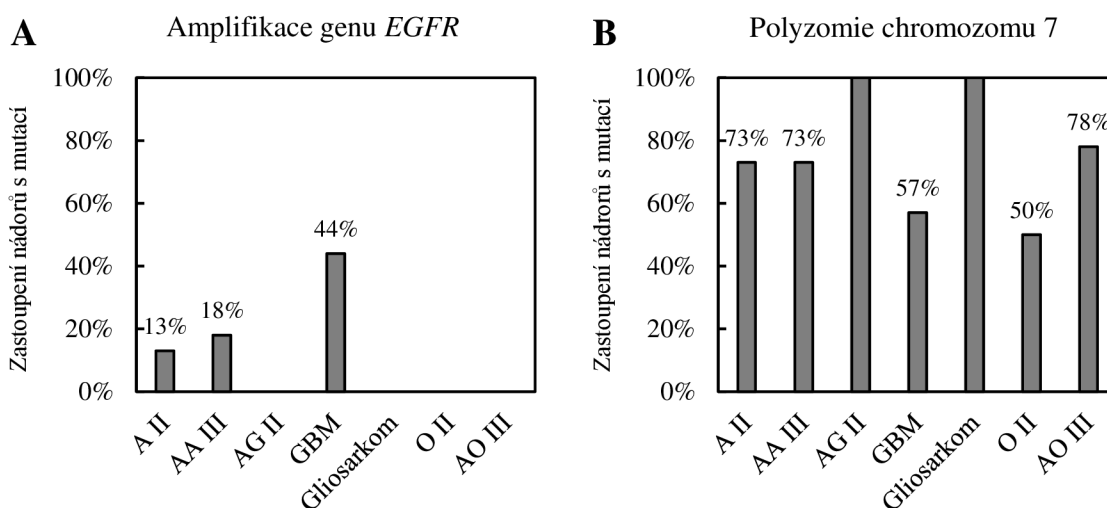 A
Amplifikace genu EGFR
Zastoupení nádorů s mutací
100%
80%
60%
40%
20%
0%
13%
18%
44%
A II
AA III
AG II
GBM
Gliosarkom
O II
AO III
B
Polyzomie chromozomu 7
Zastoupení nádrorů s mutací
100%
80%
60%
40%
20%
0%
73%
73%
57%
50%
78%
A II
AA III
AG II
GBM
Gliosarkom
O II
AO III